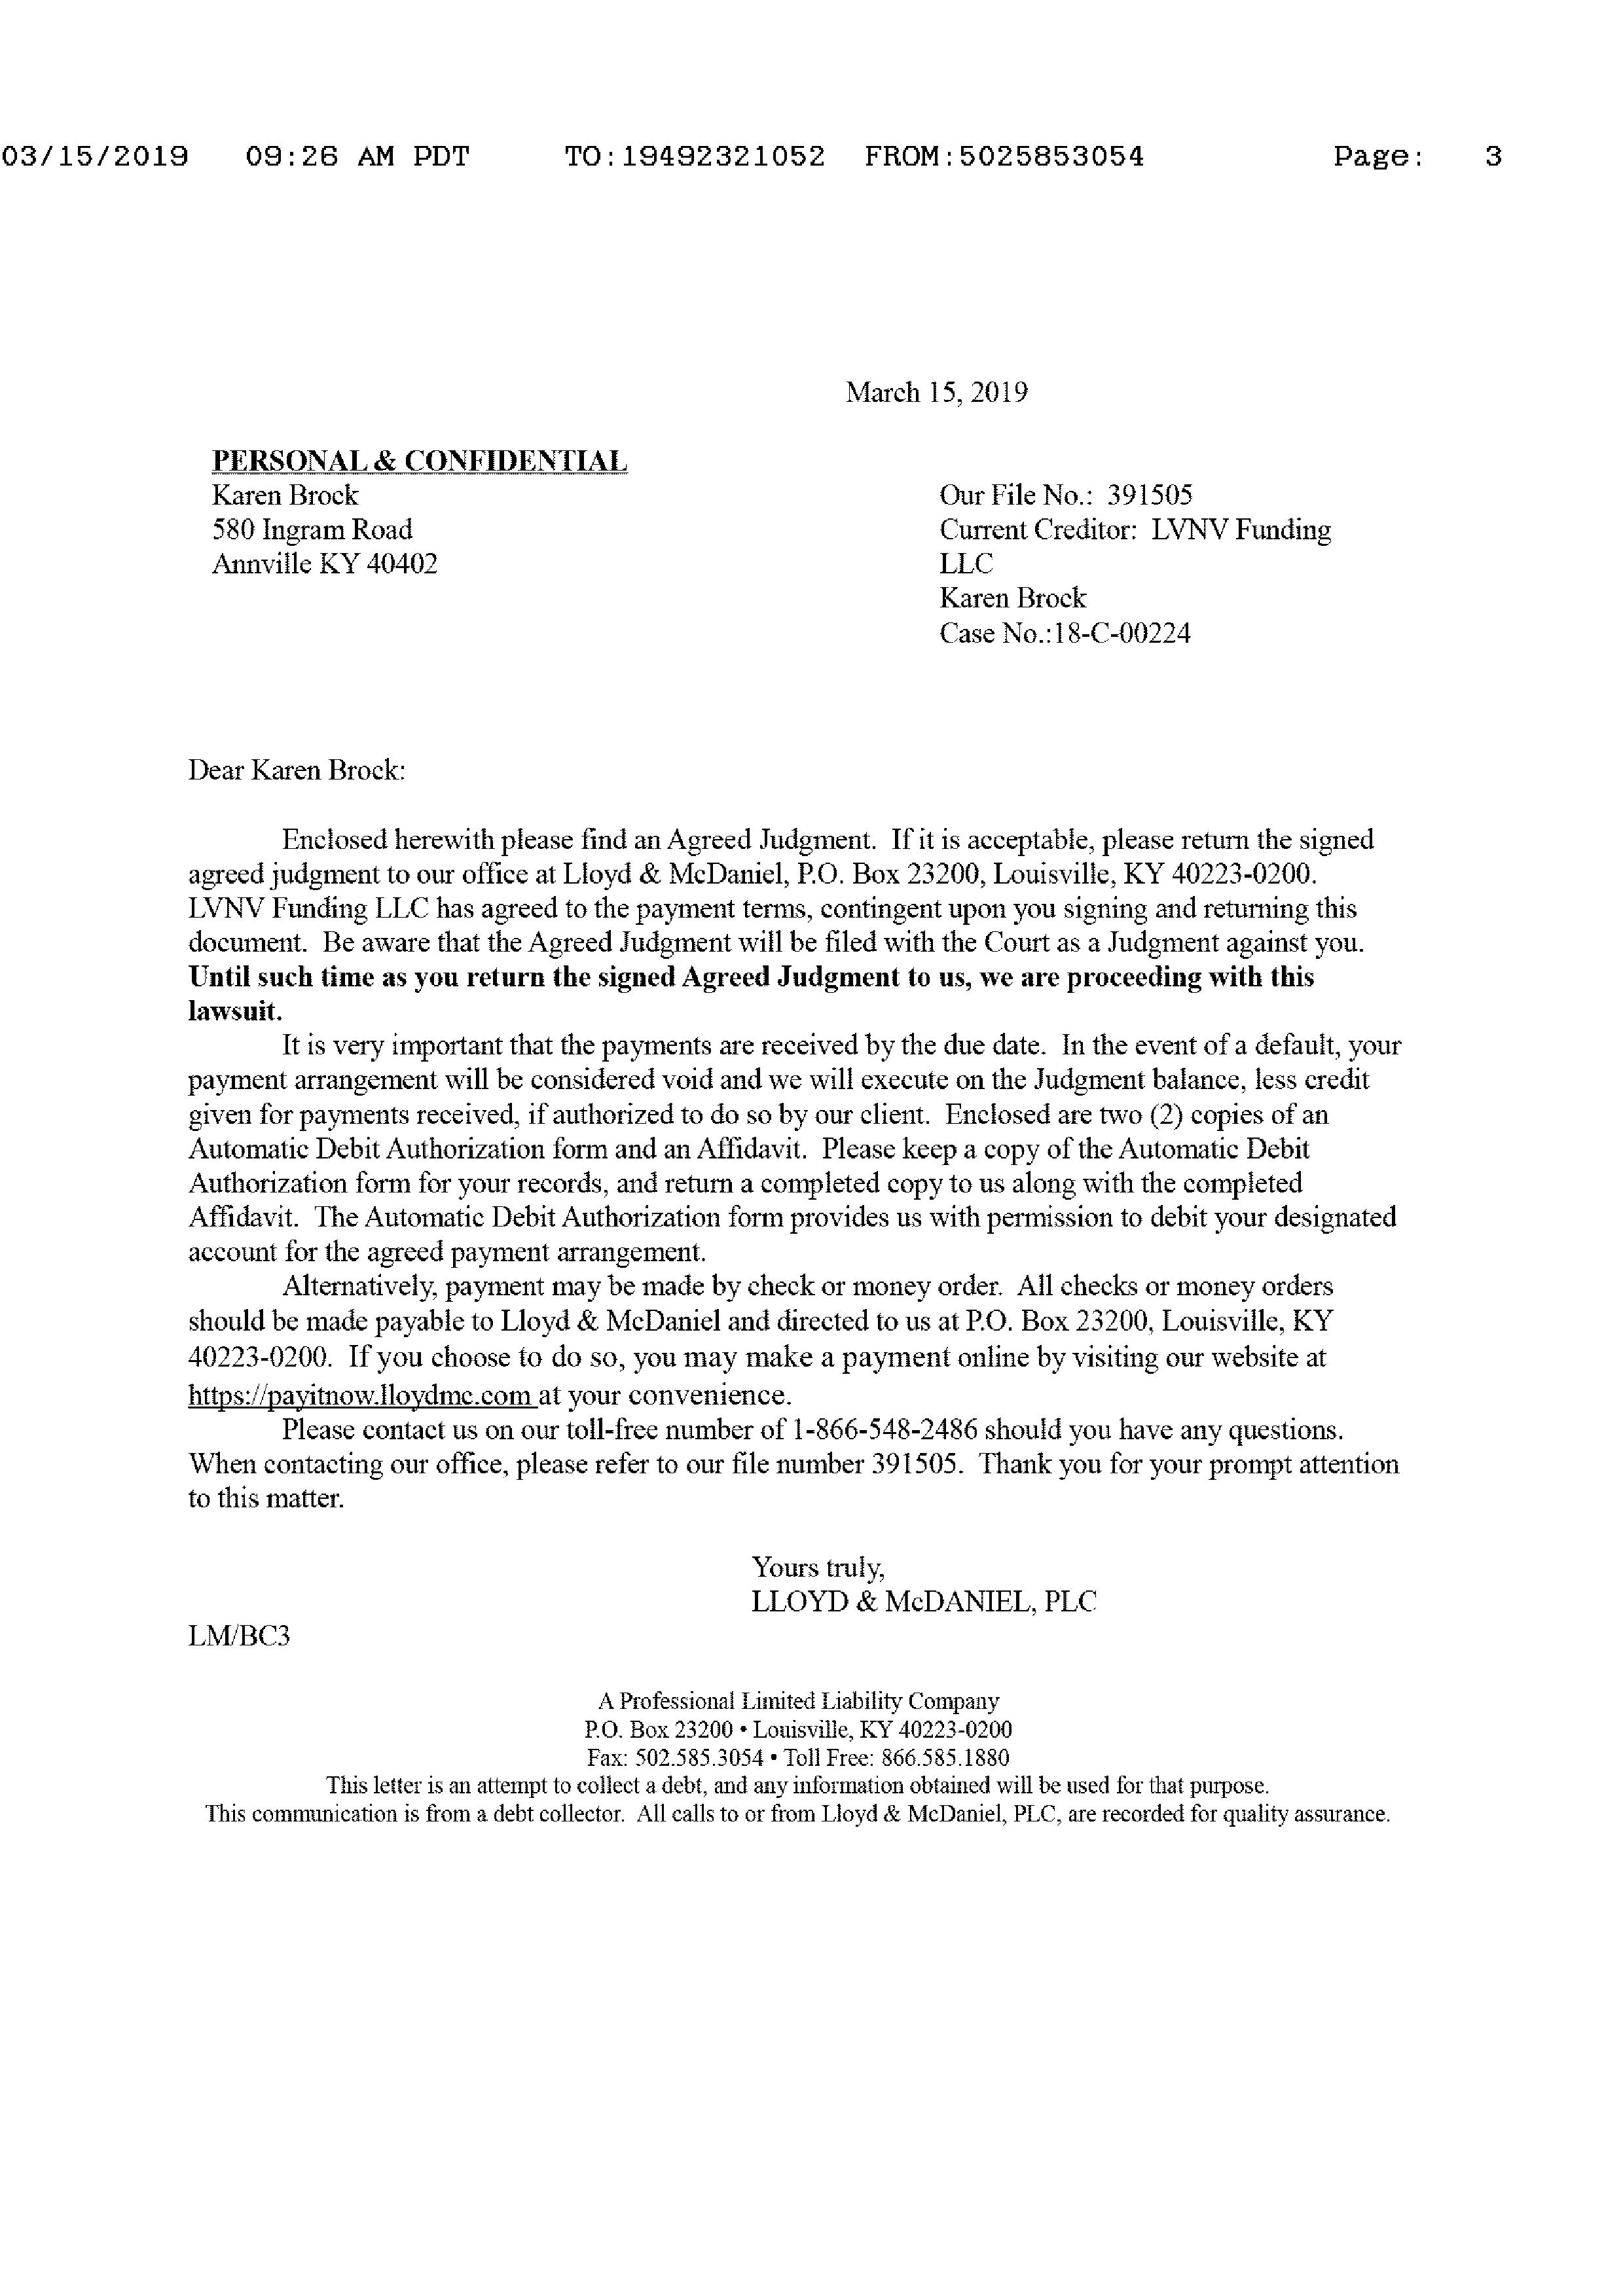 03/15/2019 09:26 AM PDT TO:19492321052 FROM:5025853054 Page: 3
March 15, 2019
PERSONAL & CONFIDENTIAL
Karen Brock
580 Ingram Road
Annville KY 40402
Our File No.: 391505
Current Creditor: LVNV Funding
LLC
Karen Brock
Case No.:18-C-00224
Dear Karen Brock:
Enclosed herewith please find an Agreed Judgment. If it is acceptable, please return the signed
agreed judgment to our office at Lloyd & McDaniel, P.O. Box 23200, Louisville, KY 40223-0200.
LVNV Funding LLC has agreed to the payment terms, contingent upon you signing and returning this
document. Be aware that the Agreed Judgment will be filed with the Court as a Judgment against you.
Until such time as you return the signed Agreed Judgment to us, we are proceeding with this
lawsuit.
It is very important that the payments are received by the due date. In the event of a default, your
payment arrangement will be considered void and we will execute on the Judgment balance, less credit
given for payments received, if authorized to do so by our client. Enclosed are two (2) copies of an
Automatic Debit Authorization form and an Affidavit. Please keep a copy of the Automatic Debit
Authorization form for your records, and return a completed copy to us along with the completed
Affidavit. The Automatic Debit Authorization form provides us with permission to debit your designated
account for the agreed payment arrangement.
Alternatively, payment may be made by check or money order. All checks or money orders
should be made payable to Lloyd & McDaniel and directed to us at P.O. Box 23200, Louisville, KY
40223-0200. If you choose to do so, you may make a payment online by visiting our website at
https://payitnow.lloydmc.com at your convenience.
Please contact us on our toll-free number of 1-866-548-2486 should you have any questions.
When contacting our office, please refer to our file number 391505. Thank you for your prompt attention
to this matter.
Yours truly,
LLOYD & McDANIEL, PLC
LM/BC3
A Professional Limited Liability Company
P.O. Box 23200 • Louisville, KY 40223-0200
Fax: 502.585.3054 • Toll Free: 866.585.1880
This letter is an attempt to collect a debt, and any information obtained will be used for that purpose.
This communication is from a debt collector. All calls to or from Lloyd & McDaniel, PLC, are recorded for quality assurance.